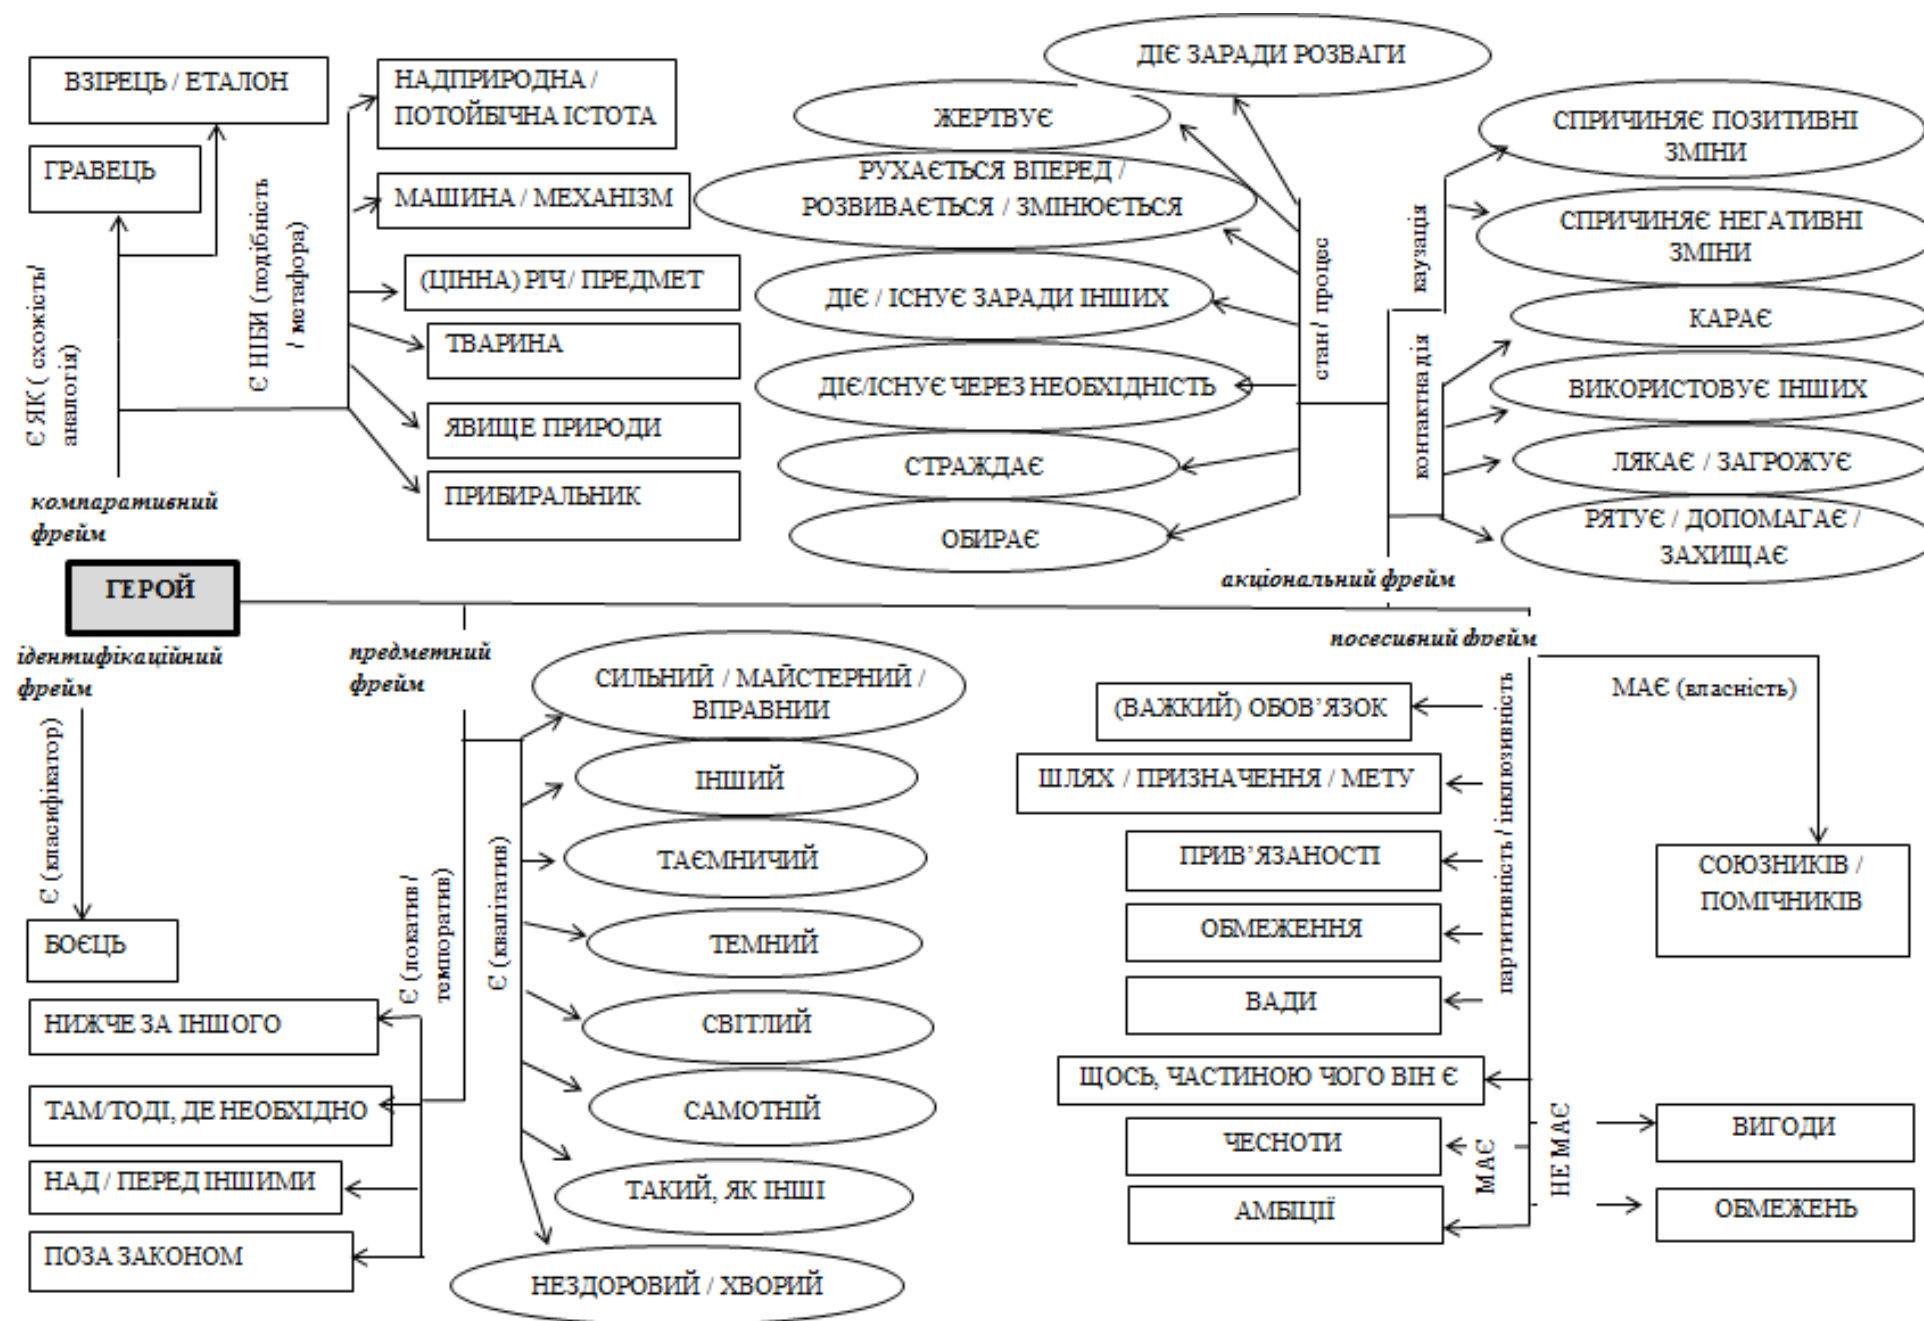 ДІЄ ЗАРАДИ РОЗВАГИ
ВЗІРЕЦЬ / ЕТАЛОН
НАДПРИРОДНА /
ПОТОЙБІЧНА ІСТОТА
ЖЕРТВУЄ
СПРИЧИНЯЄ ПОЗИТИВНІ
ЗМІНИ
ГРАВЕЦЬ
МАШИНА / МЕХАНІЗМ
РУХАЄТЬСЯ ВПЕРЕД /
РОЗВИВАЄТЬСЯ / ЗМІНЮЄТЬСЯ
СПРИЧИНЯЄ НЕГАТИВНІ
ЗМІНИ
Є ЯК ( схожість/
аналогія)
Є НІБИ (подібність
/ метафора)
(ЦІННА) РІЧ / ПРЕДМЕТ
ДІЄ / ІСНУЄ ЗАРАДИ ІНШИХ
стан/ процес
каузація
КАРАЄ
ТВАРИНА
ДІЄ/ІСНУЄ ЧЕРЕЗ НЕОБХІДНІСТЬ
контактна дія
ВИКОРИСТОВУЄ ІНШИХ
ЯВИЩЕ ПРИРОДИ
СТРАЖДАЄ
ЛЯКАЄ / ЗАГРОЖУЄ
ПРИБИРАЛЬНИК
ОБИРАЄ
РЯТУЄ / ДОПОМАГАЄ /
ЗАХИЩАЄ
компаративний
фрейм
акціональний фрейм
ГЕРОЙ
ідентифікаційний
фрейм
предметний
фрейм
посесивний фрейм
СИЛЬНИЙ / МАЙСТЕРНИЙ /
ВПРАВНИЙ
(ВАЖКИЙ) ОБОВ’ЯЗОК
МАЄ (власність)
Є (класифікатор)
ІНШИЙ
ШЛЯХ / ПРИЗНАЧЕННЯ / МЕТУ
партитивність/ інклюзивність
ТАЄМНИЧИЙ
ПРИВ’ЯЗАНОСТІ
СОЮЗНИКІВ /
ПОМІЧНИКІВ
БОЄЦЬ
Є (локатив/
темпоратив)
Є (квалітатив)
ТЕМНИЙ
ОБМЕЖЕННЯ
НИЖЧЕ ЗА ІНШОГО
СВІТЛИЙ
ВАДИ
ТАМ/ТОДІ, ДЕ НЕОБХІДНО
САМОТНІЙ
ЩОСЬ, ЧАСТИНОЮ ЧОГО ВІН Є
НАД / ПЕРЕД ІНШИМИ
ТАКИЙ, ЯК ІНШІ
ЧЕСНОТИ
МАЄ
НЕ МАЄ
ВИГОДИ
ПОЗА ЗАКОНОМ
АМБІЦІЇ
ОБМЕЖЕНЬ
НЕЗДОРОВИЙ / ХВОРИЙ